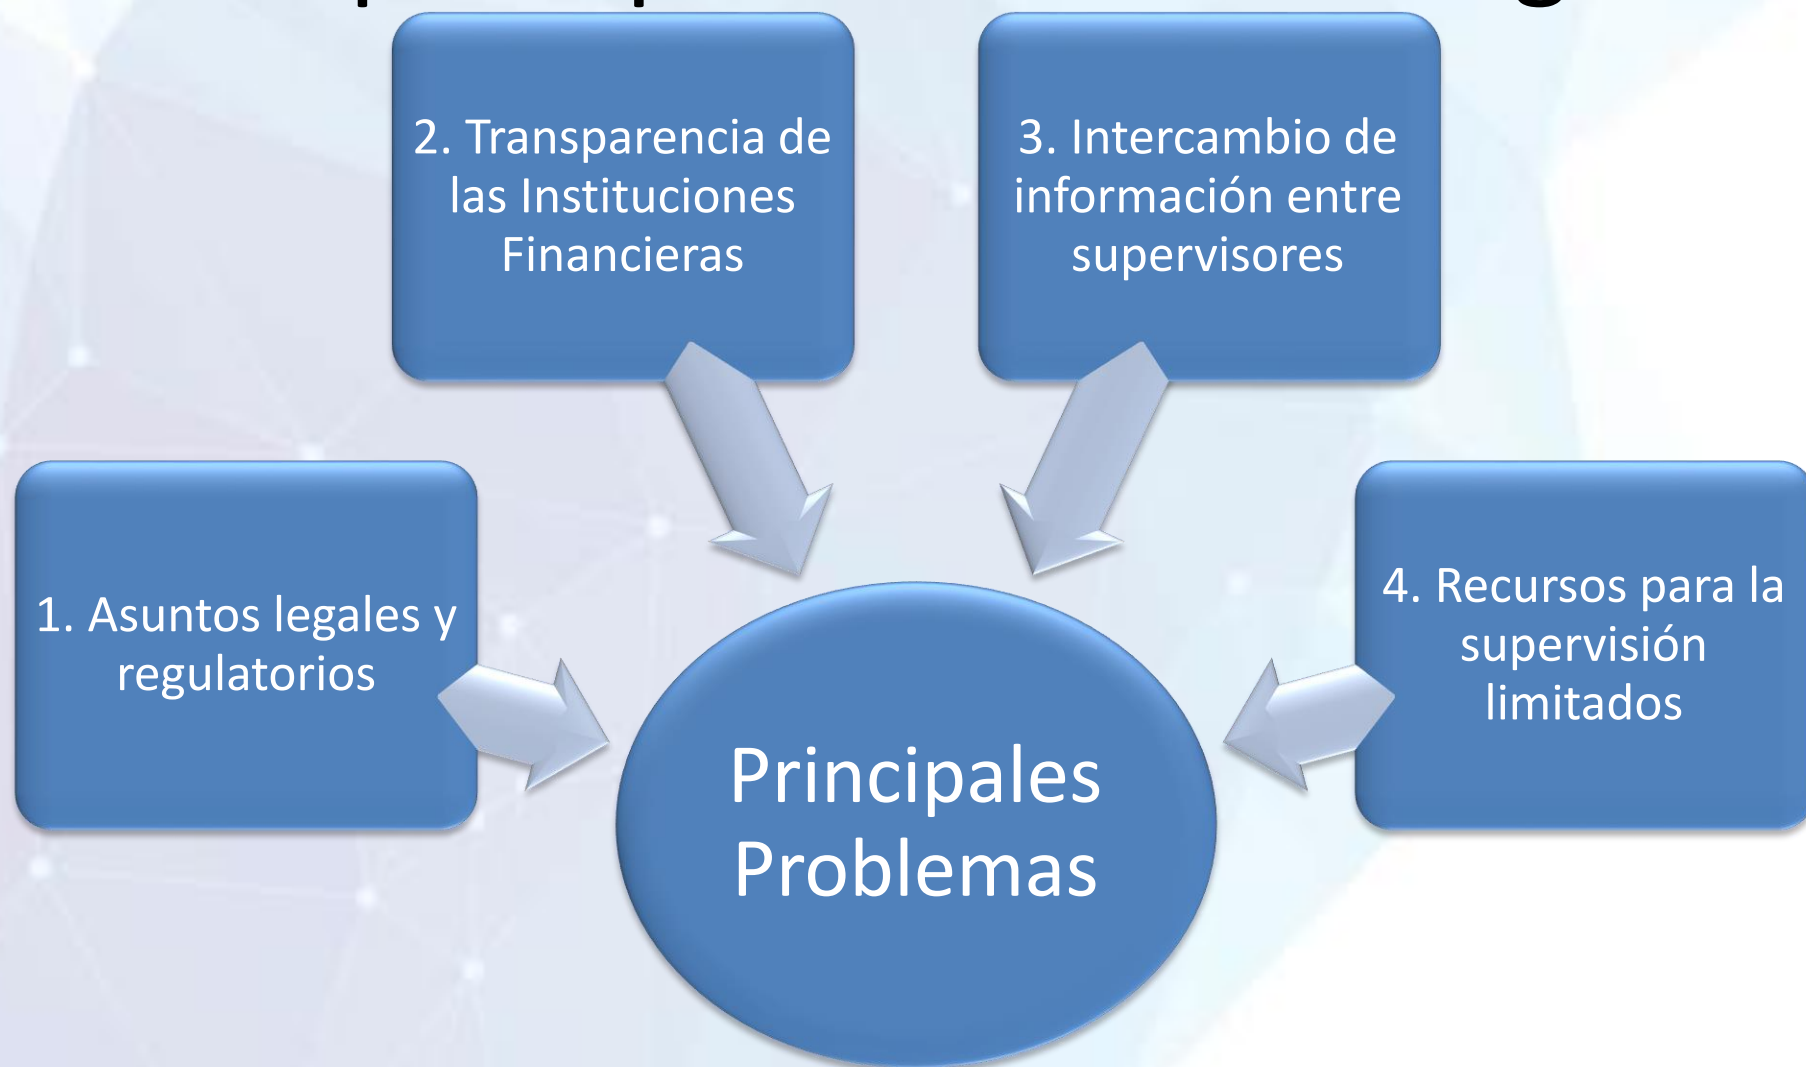 2. Transparencia de
las Instituciones
Financieras
3. Intercambio de
información entre
supervisores
1. Asuntos legales y
regulatorios
4. Recursos para la
supervisión
limitados
Principales
Problemas